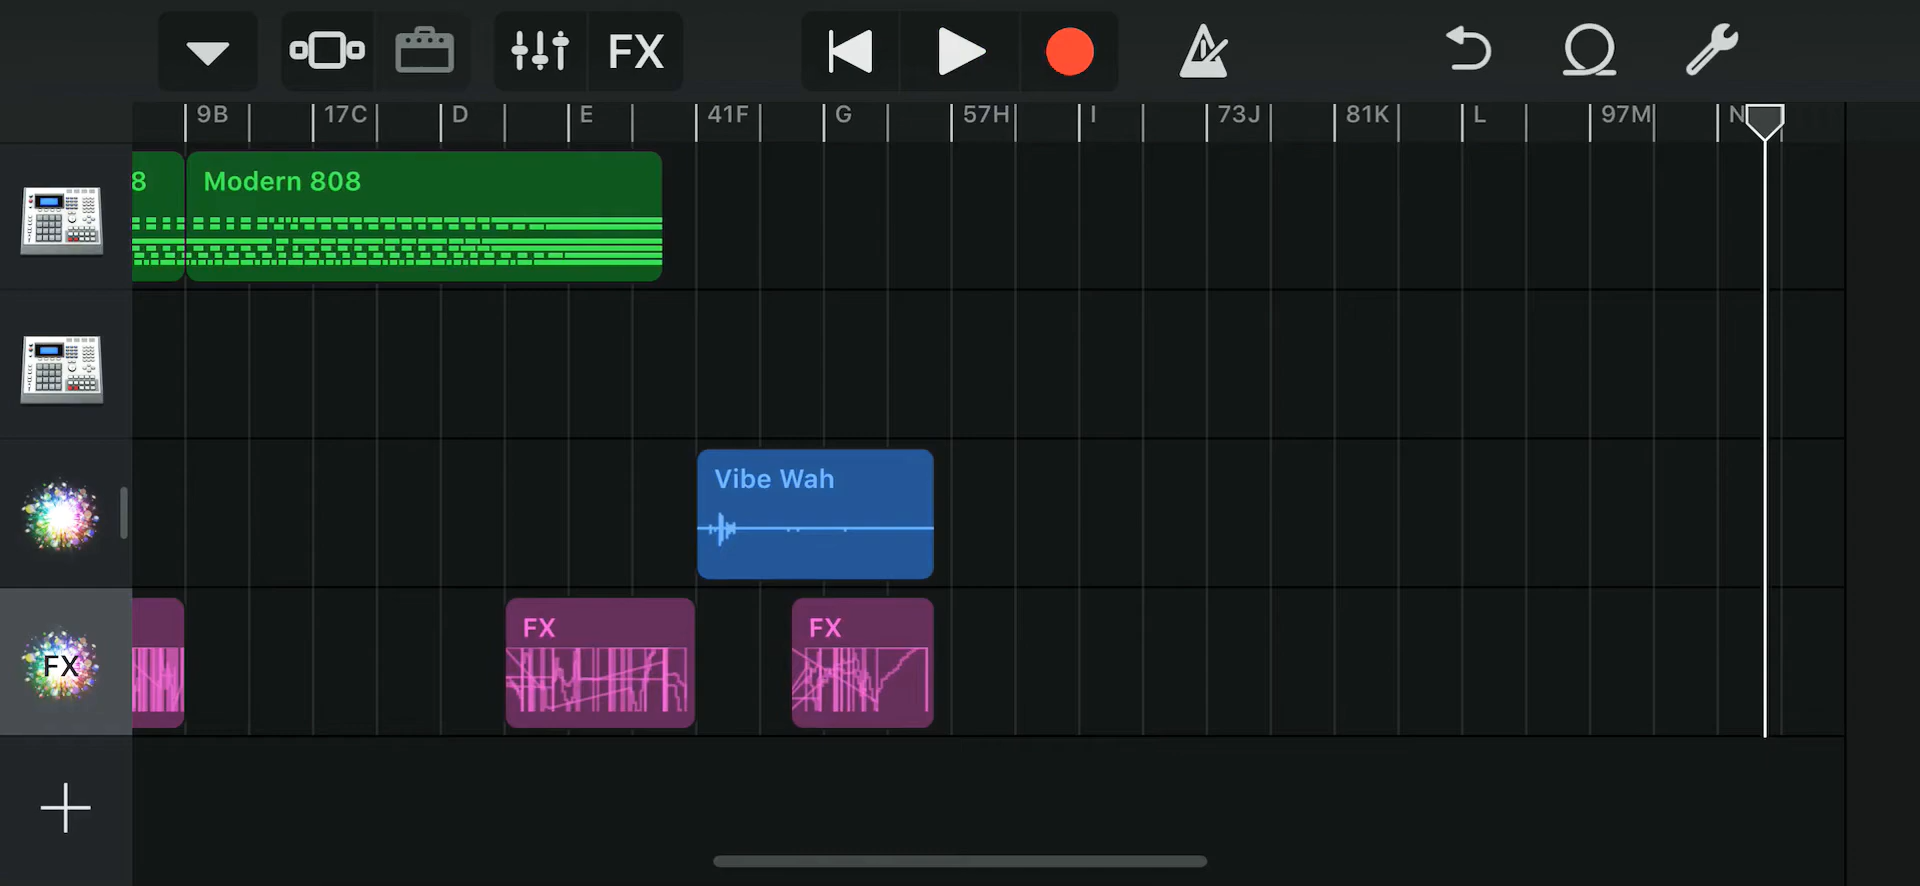 FX
9B 17C D E 41F G 57H I 73J 81K L 97M N
8 Modern 808
Vibe Wah
FX FX FX